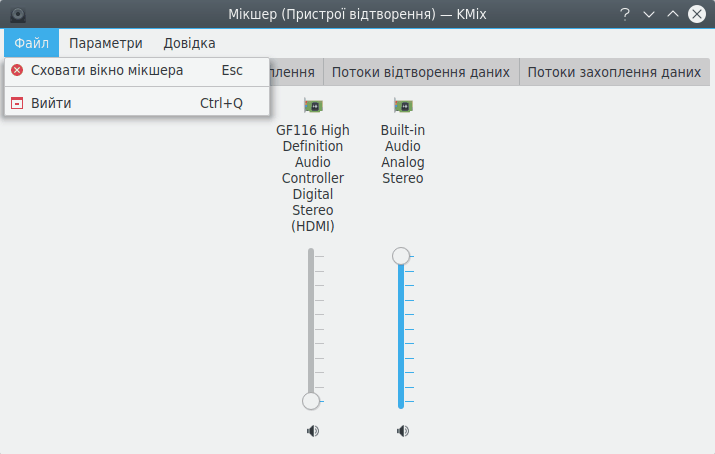 Мікшер (Пристрої відтворення) — KMix
Файл Параметри Довідка
Сховати вікно мікшера Esc
Вийти Ctrl+Q
Потоки відтворення даних Потоки захоплення даних
GF116 High
Definition
Audio
Controller
Digital
Stereo
(HDMI)
Built-in
Audio
Analog
Stereo